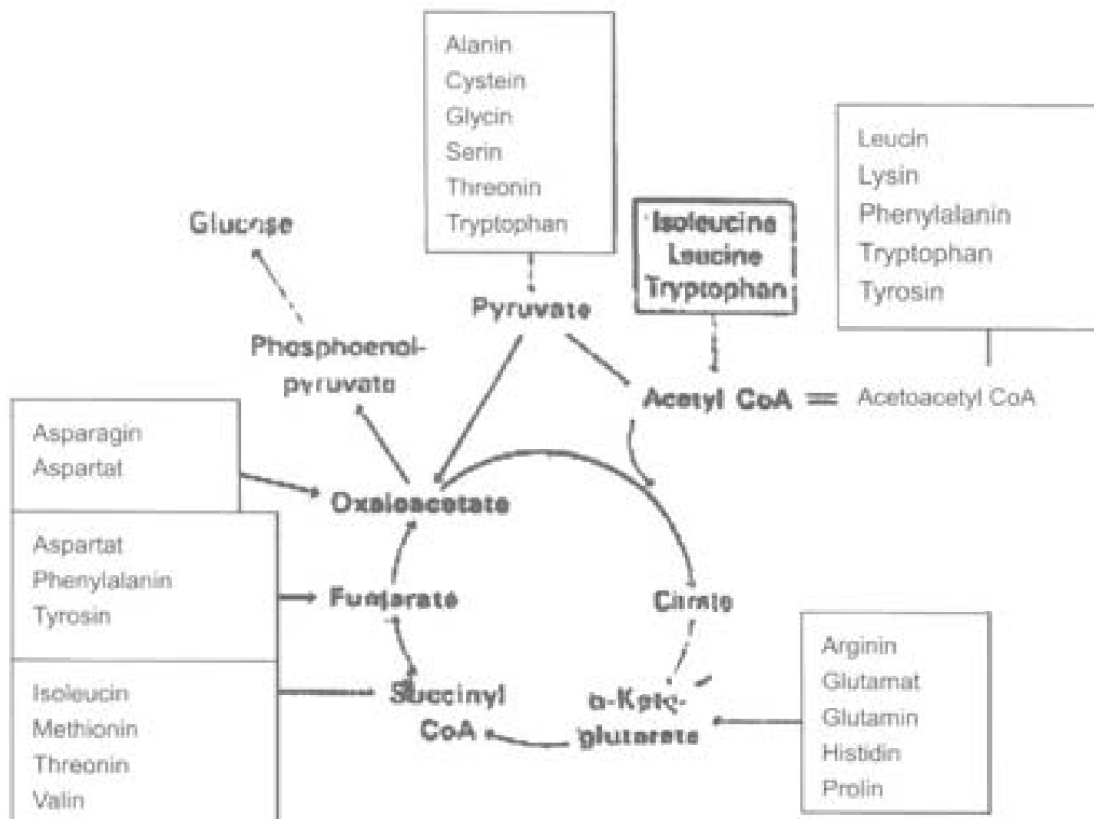 Alanin
Cystein
Glycin
Serin
Threonin
Tryptophan
Leucin
Lysin
Phenylalanin
Tryptophan
Tyrosin
Isoleucine
Leucine
Tryptophan
Glucose
Pyruvate
Phosphoenol-
pyruvate
Acetyl CoA = Acetoacetyl CoA
Asparagin
Aspartat
Oxaloacetate
Aspartat
Phenylalanin
Tyrosin
Fumarate
Citrate
Isoleucin
Methionin
Threonin
Valin
Succinyl
CoA
α-Keto-
glutarate
Arginin
Glutamat
Glutamin
Histidin
Prolin